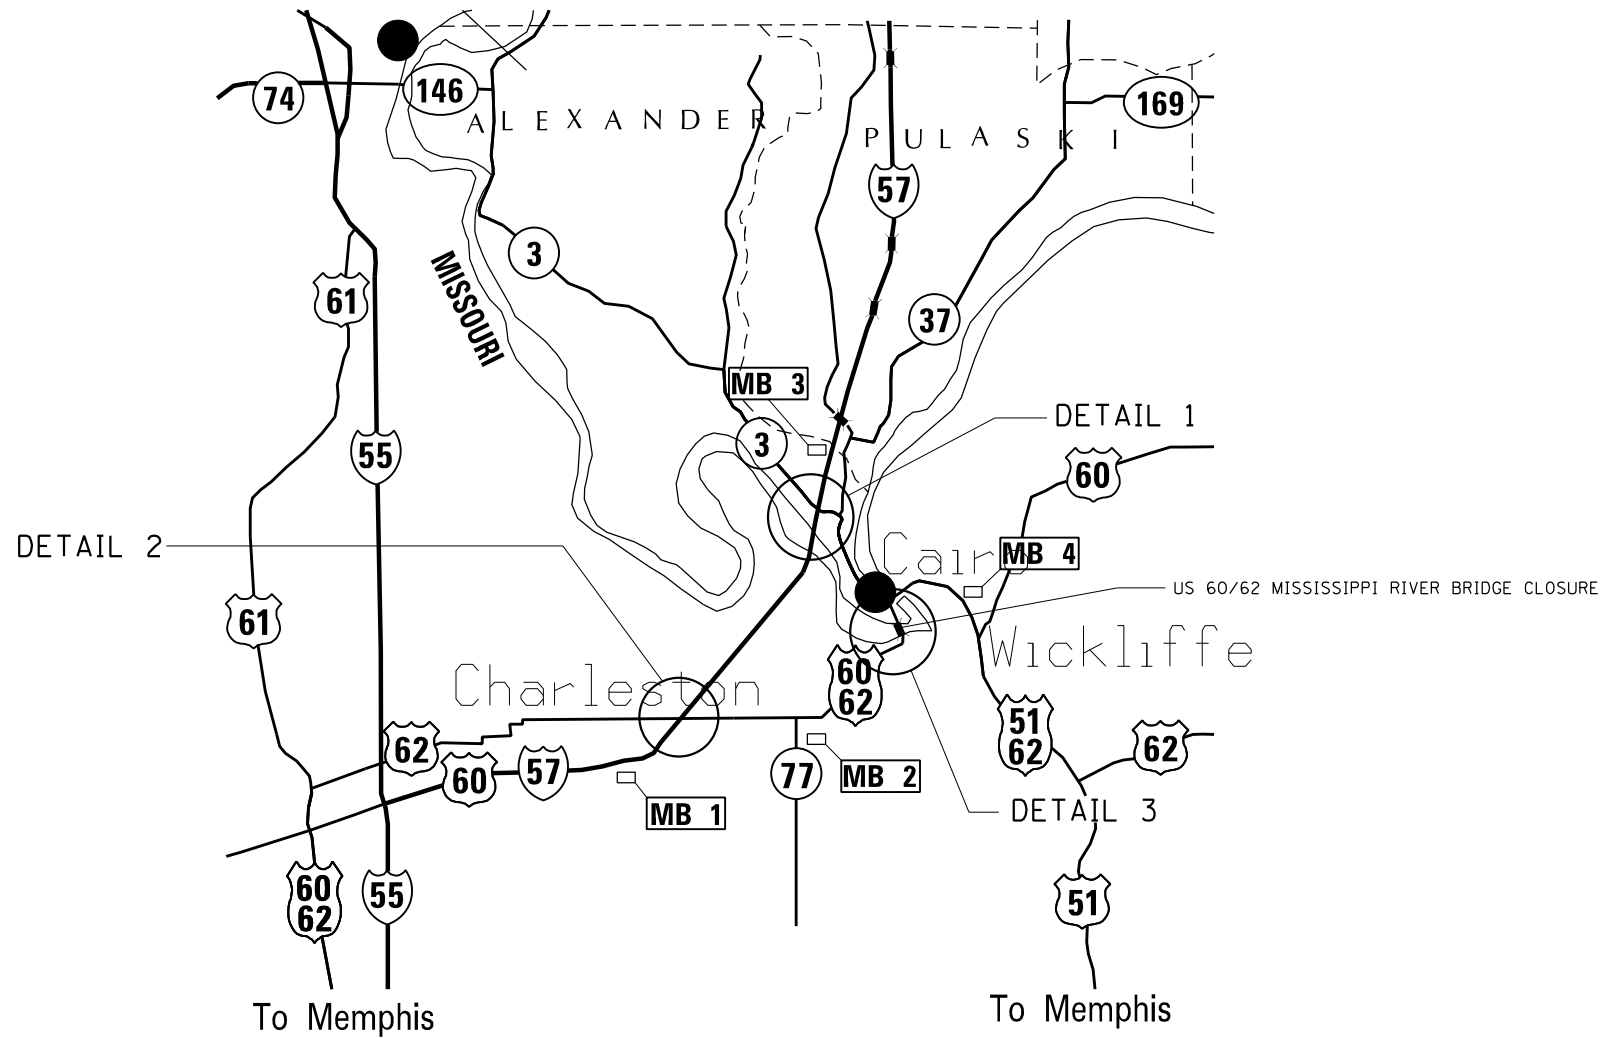 74
146
169
ALEXANDER
PULASKI
57
3
MISSOURI
61
37
MB 3
DETAIL 1
3
55
60
DETAIL 2
Cairo
MB 4
US 60/62 MISSISSIPPI RIVER BRIDGE CLOSURE
61
Wickliffe
Charleston
60
62
51
62
62
62
60
57
77
MB 2
MB 1
DETAIL 3
60
62
55
51
To Memphis
To Memphis